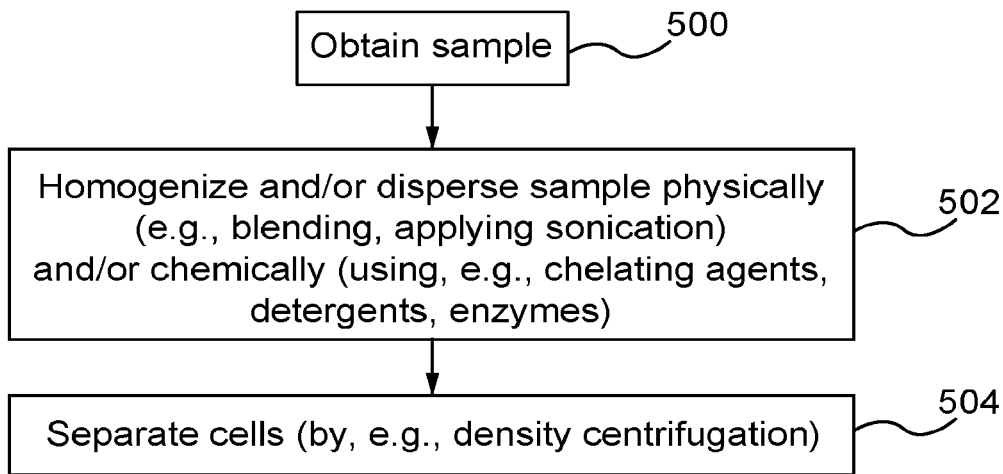 Obtain sample
500
Homogenize and/or disperse sample physically
(e.g., blending, applying sonication)
and/or chemically (using, e.g., chelating agents,
detergents, enzymes)
502
Separate cells (by, e.g., density centrifugation)
504